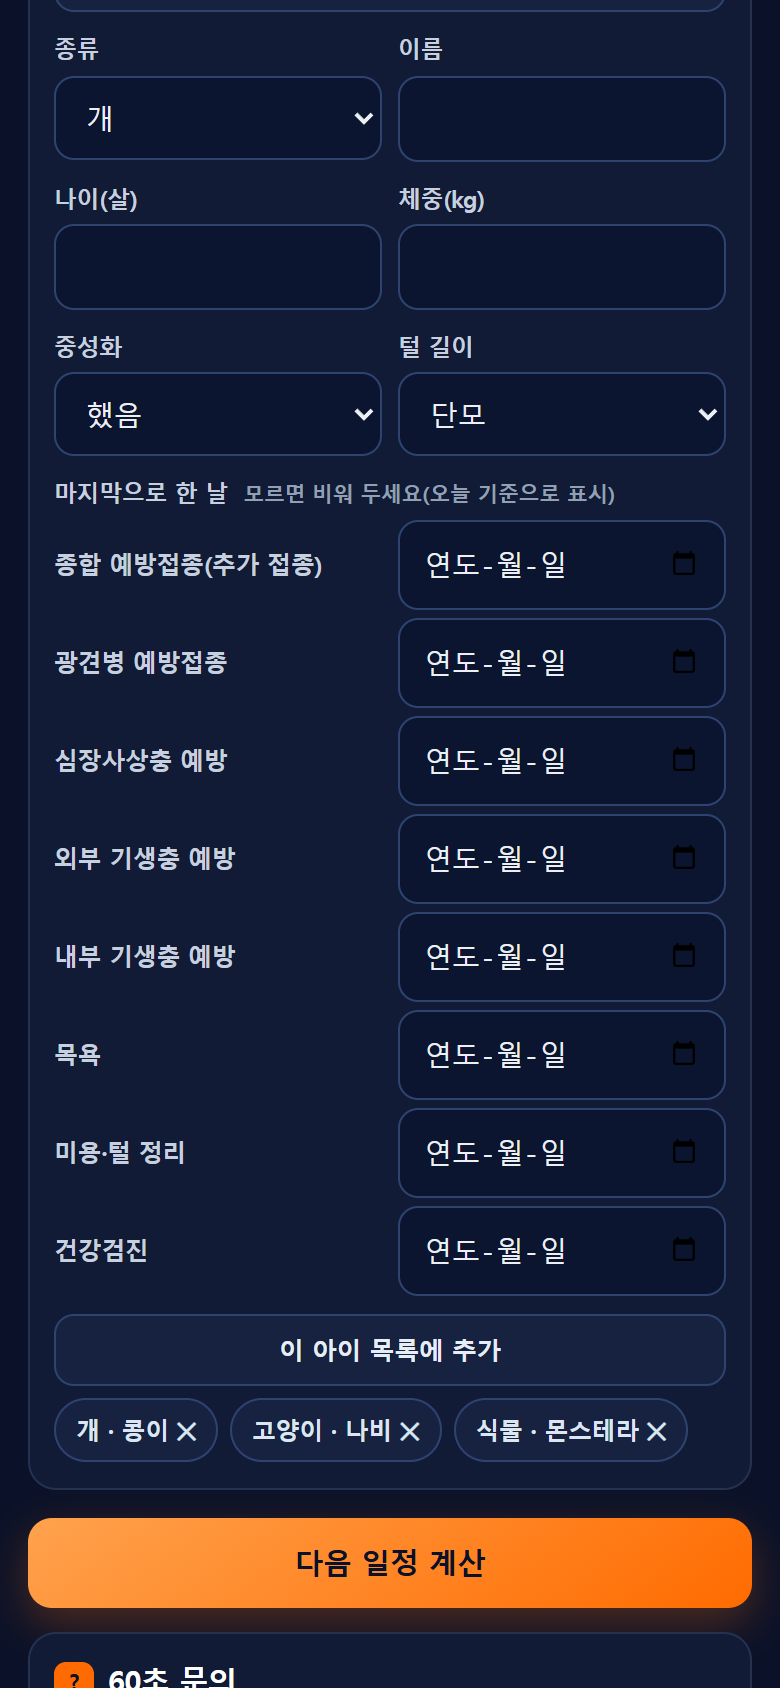 종류 이름
개
나이(살) 체중(kg)
중성화 털 길이
했음 단모
마지막으로 한 날 모르면 비워 두세요(오늘 기준으로 표시)
종합 예방접종(추가 접종) 연도-월-일
광견병 예방접종 연도-월-일
심장사상충 예방 연도-월-일
외부 기생충 예방 연도-월-일
내부 기생충 예방 연도-월-일
목욕 연도-월-일
미용·털 정리 연도-월-일
건강검진 연도-월-일
이 아이 목록에 추가
개 · 콩이 × 고양이 · 나비 × 식물 · 몬스테라 ×
다음 일정 계산
? 60초 문의